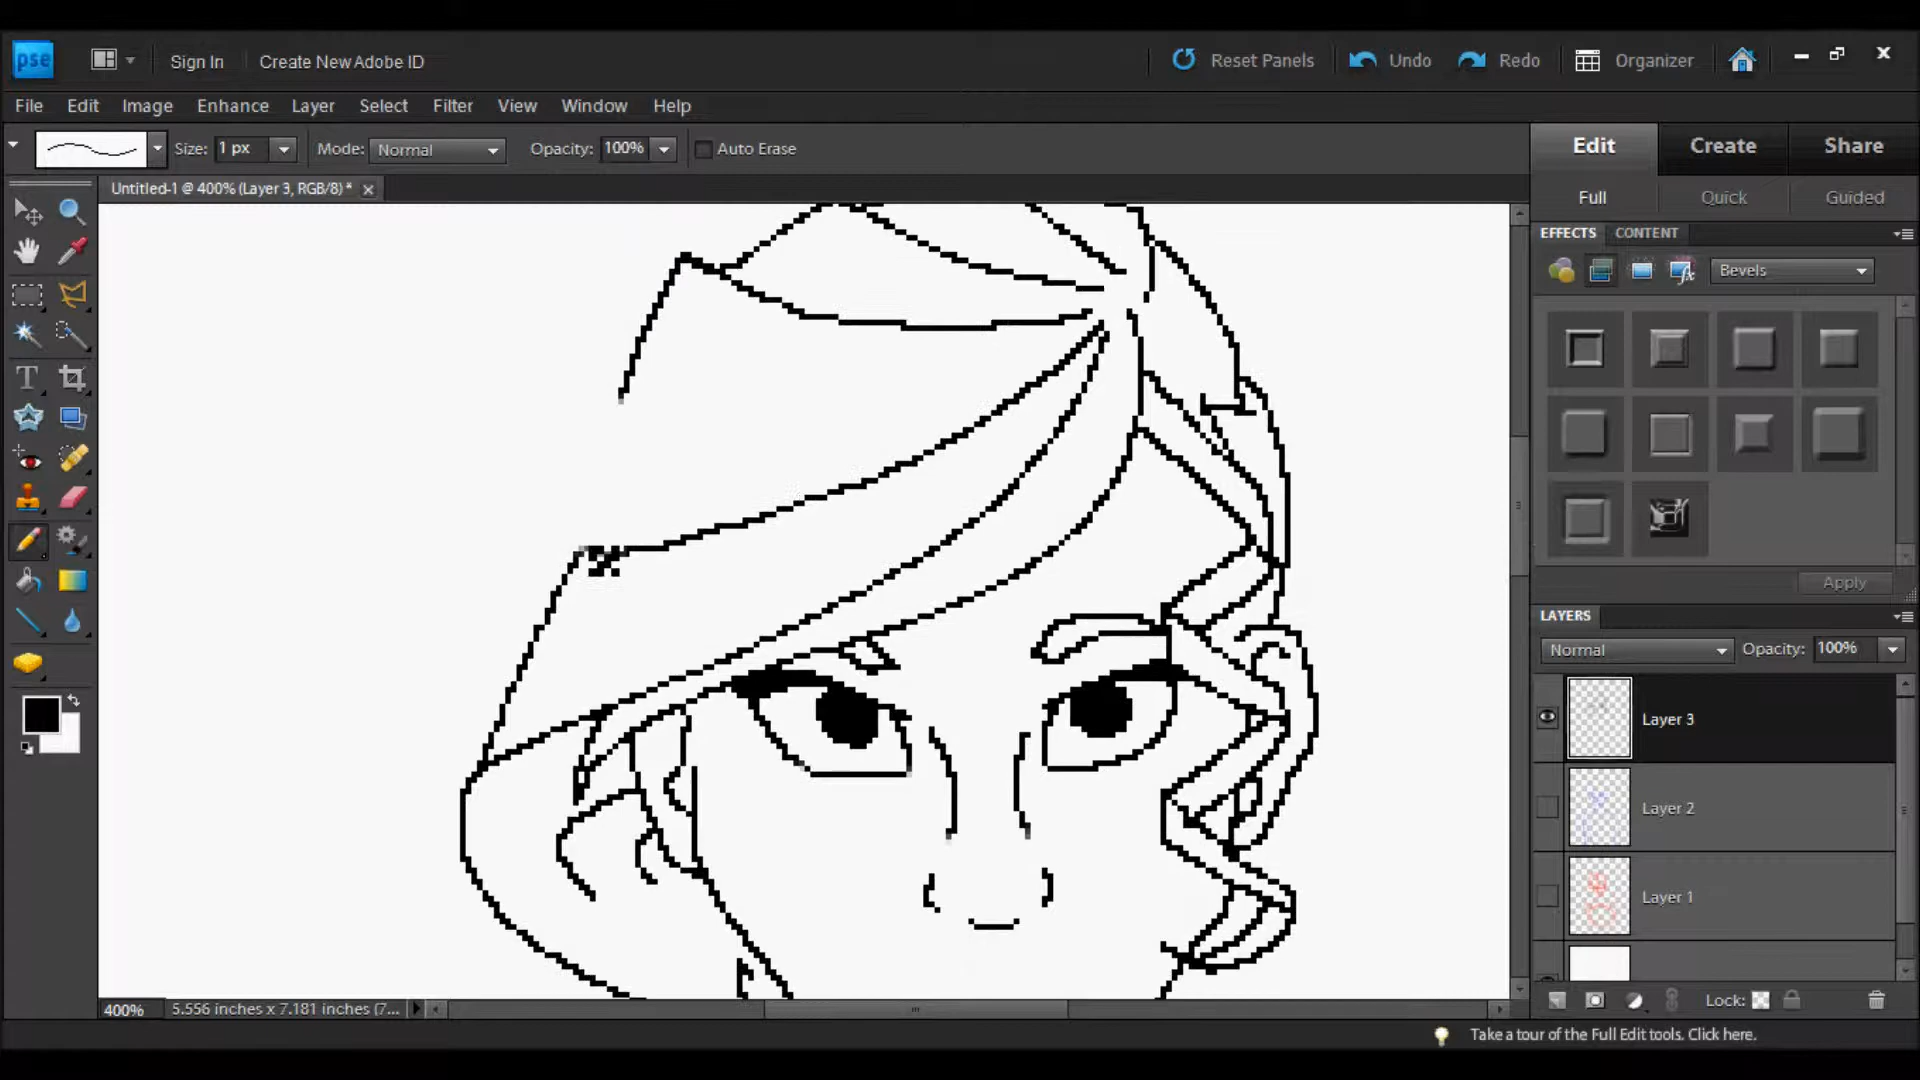 pse Sign In Create New Adobe ID Reset Panels Undo Redo Organizer
File Edit Image Enhance Layer Select Filter View Window Help
Size: 1 px Mode: Normal Opacity: 100% Auto Erase
Edit Create Share
Untitled-1 @ 400% (Layer 3, RGB/8) *
Full Quick Guided
EFFECTS CONTENT
Bevels
T
Apply
LAYERS
Normal Opacity: 100%
Layer 3
Layer 2
Layer 1
400% 5.556 inches x 7.181 inches (7... Lock:
Take a tour of the Full Edit tools. Click here.